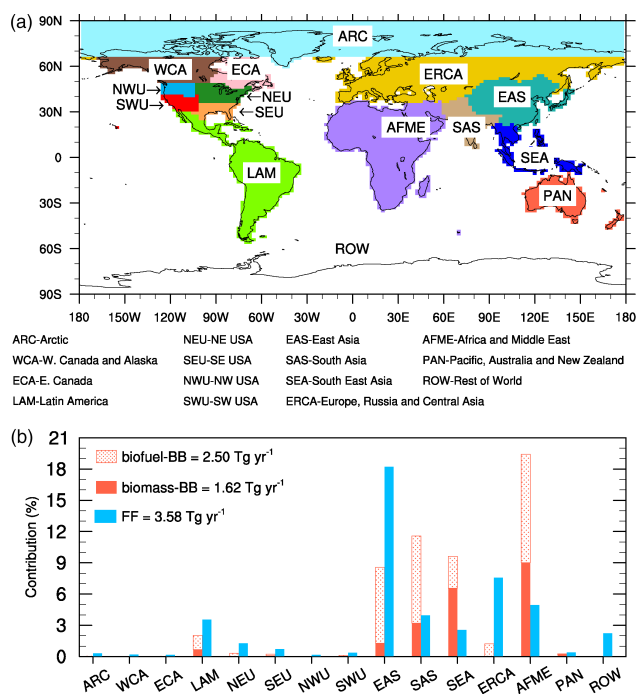 (a)
90N
60N
30N
0
30S
60S
90S
ARC
WCA
ECA
NWU
SWU
NEU
SEU
ERCA
EAS
AFME
SAS
SEA
LAM
PAN
ROW
180 150W 120W 90W 60W 30W 0 30E 60E 90E 120E 150E 180
ARC-Arctic NEU-NE USA EAS-East Asia AFME-Africa and Middle East
WCA-W. Canada and Alaska SEU-SE USA SAS-South Asia PAN-Pacific, Australia and New Zealand
ECA-E. Canada NWU-NW USA SEA-South East Asia ROW-Rest of World
LAM-Latin America SWU-SW USA ERCA-Europe, Russia and Central Asia
(b)
Contribution (%)
21
18
15
12
9
6
3
0
biofuel-BB = 2.50 Tg yr-1
biomass-BB = 1.62 Tg yr-1
FF = 3.58 Tg yr-1
ARC WCA ECA LAM NEU SEU NWU SWU EAS SAS SEA ERCA AFME PAN ROW